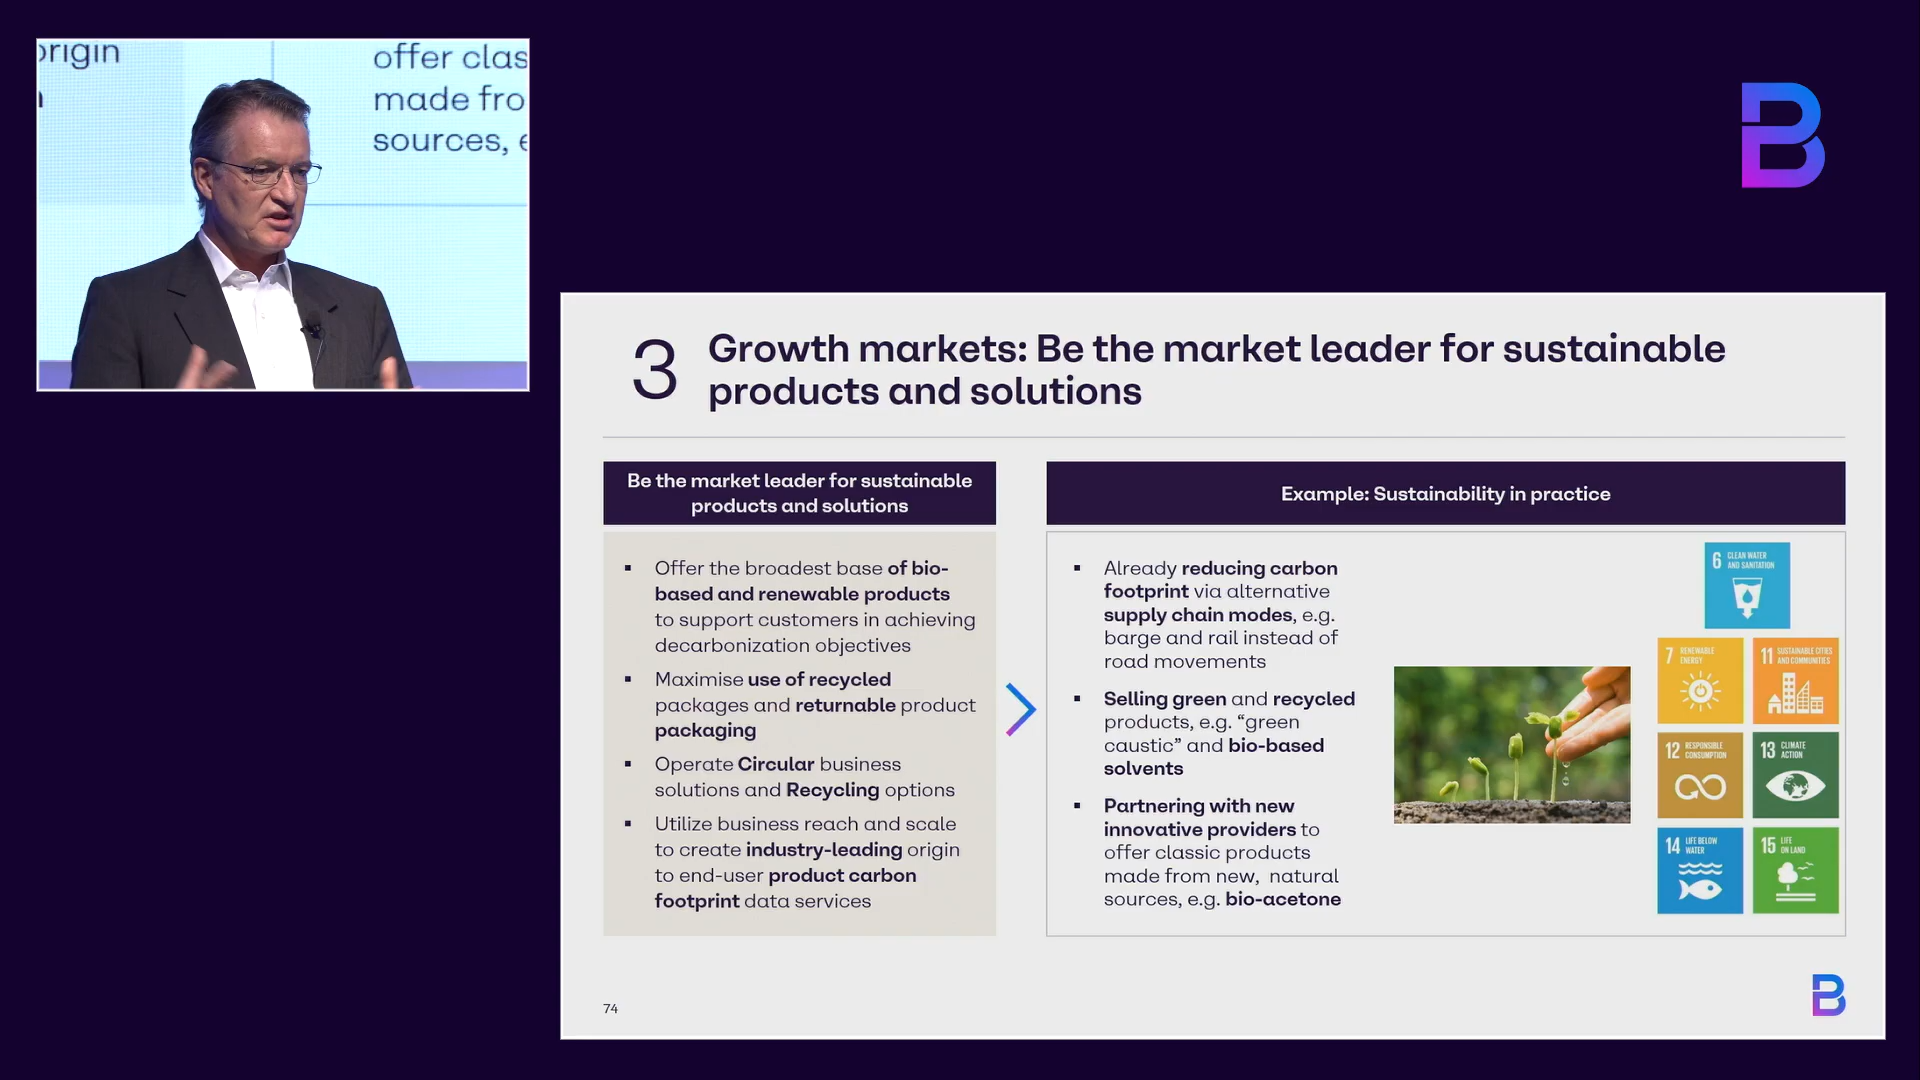 origin
offer clas
made fro
sources, e
B
3
Growth markets: Be the market leader for sustainable
products and solutions
Be the market leader for sustainable
products and solutions
▪ Offer the broadest base of bio-
based and renewable products
to support customers in achieving
decarbonization objectives
▪ Maximise use of recycled
packages and returnable product
packaging
▪ Operate Circular business
solutions and Recycling options
▪ Utilize business reach and scale
to create industry-leading origin
to end-user product carbon
footprint data services
Example: Sustainability in practice
▪ Already reducing carbon
footprint via alternative
supply chain modes, e.g.
barge and rail instead of
road movements
▪ Selling green and recycled
products, e.g. “green
caustic” and bio-based
solvents
▪ Partnering with new
innovative providers to
offer classic products
made from new, natural
sources, e.g. bio-acetone
6 CLEAN WATER
AND SANITATION
7 RENEWABLE
ENERGY
11 SUSTAINABLE CITIES
AND COMMUNITIES
12 RESPONSIBLE
CONSUMPTION
13 CLIMATE
ACTION
14 LIFE BELOW
WATER
15 LIFE
ON LAND
74
B